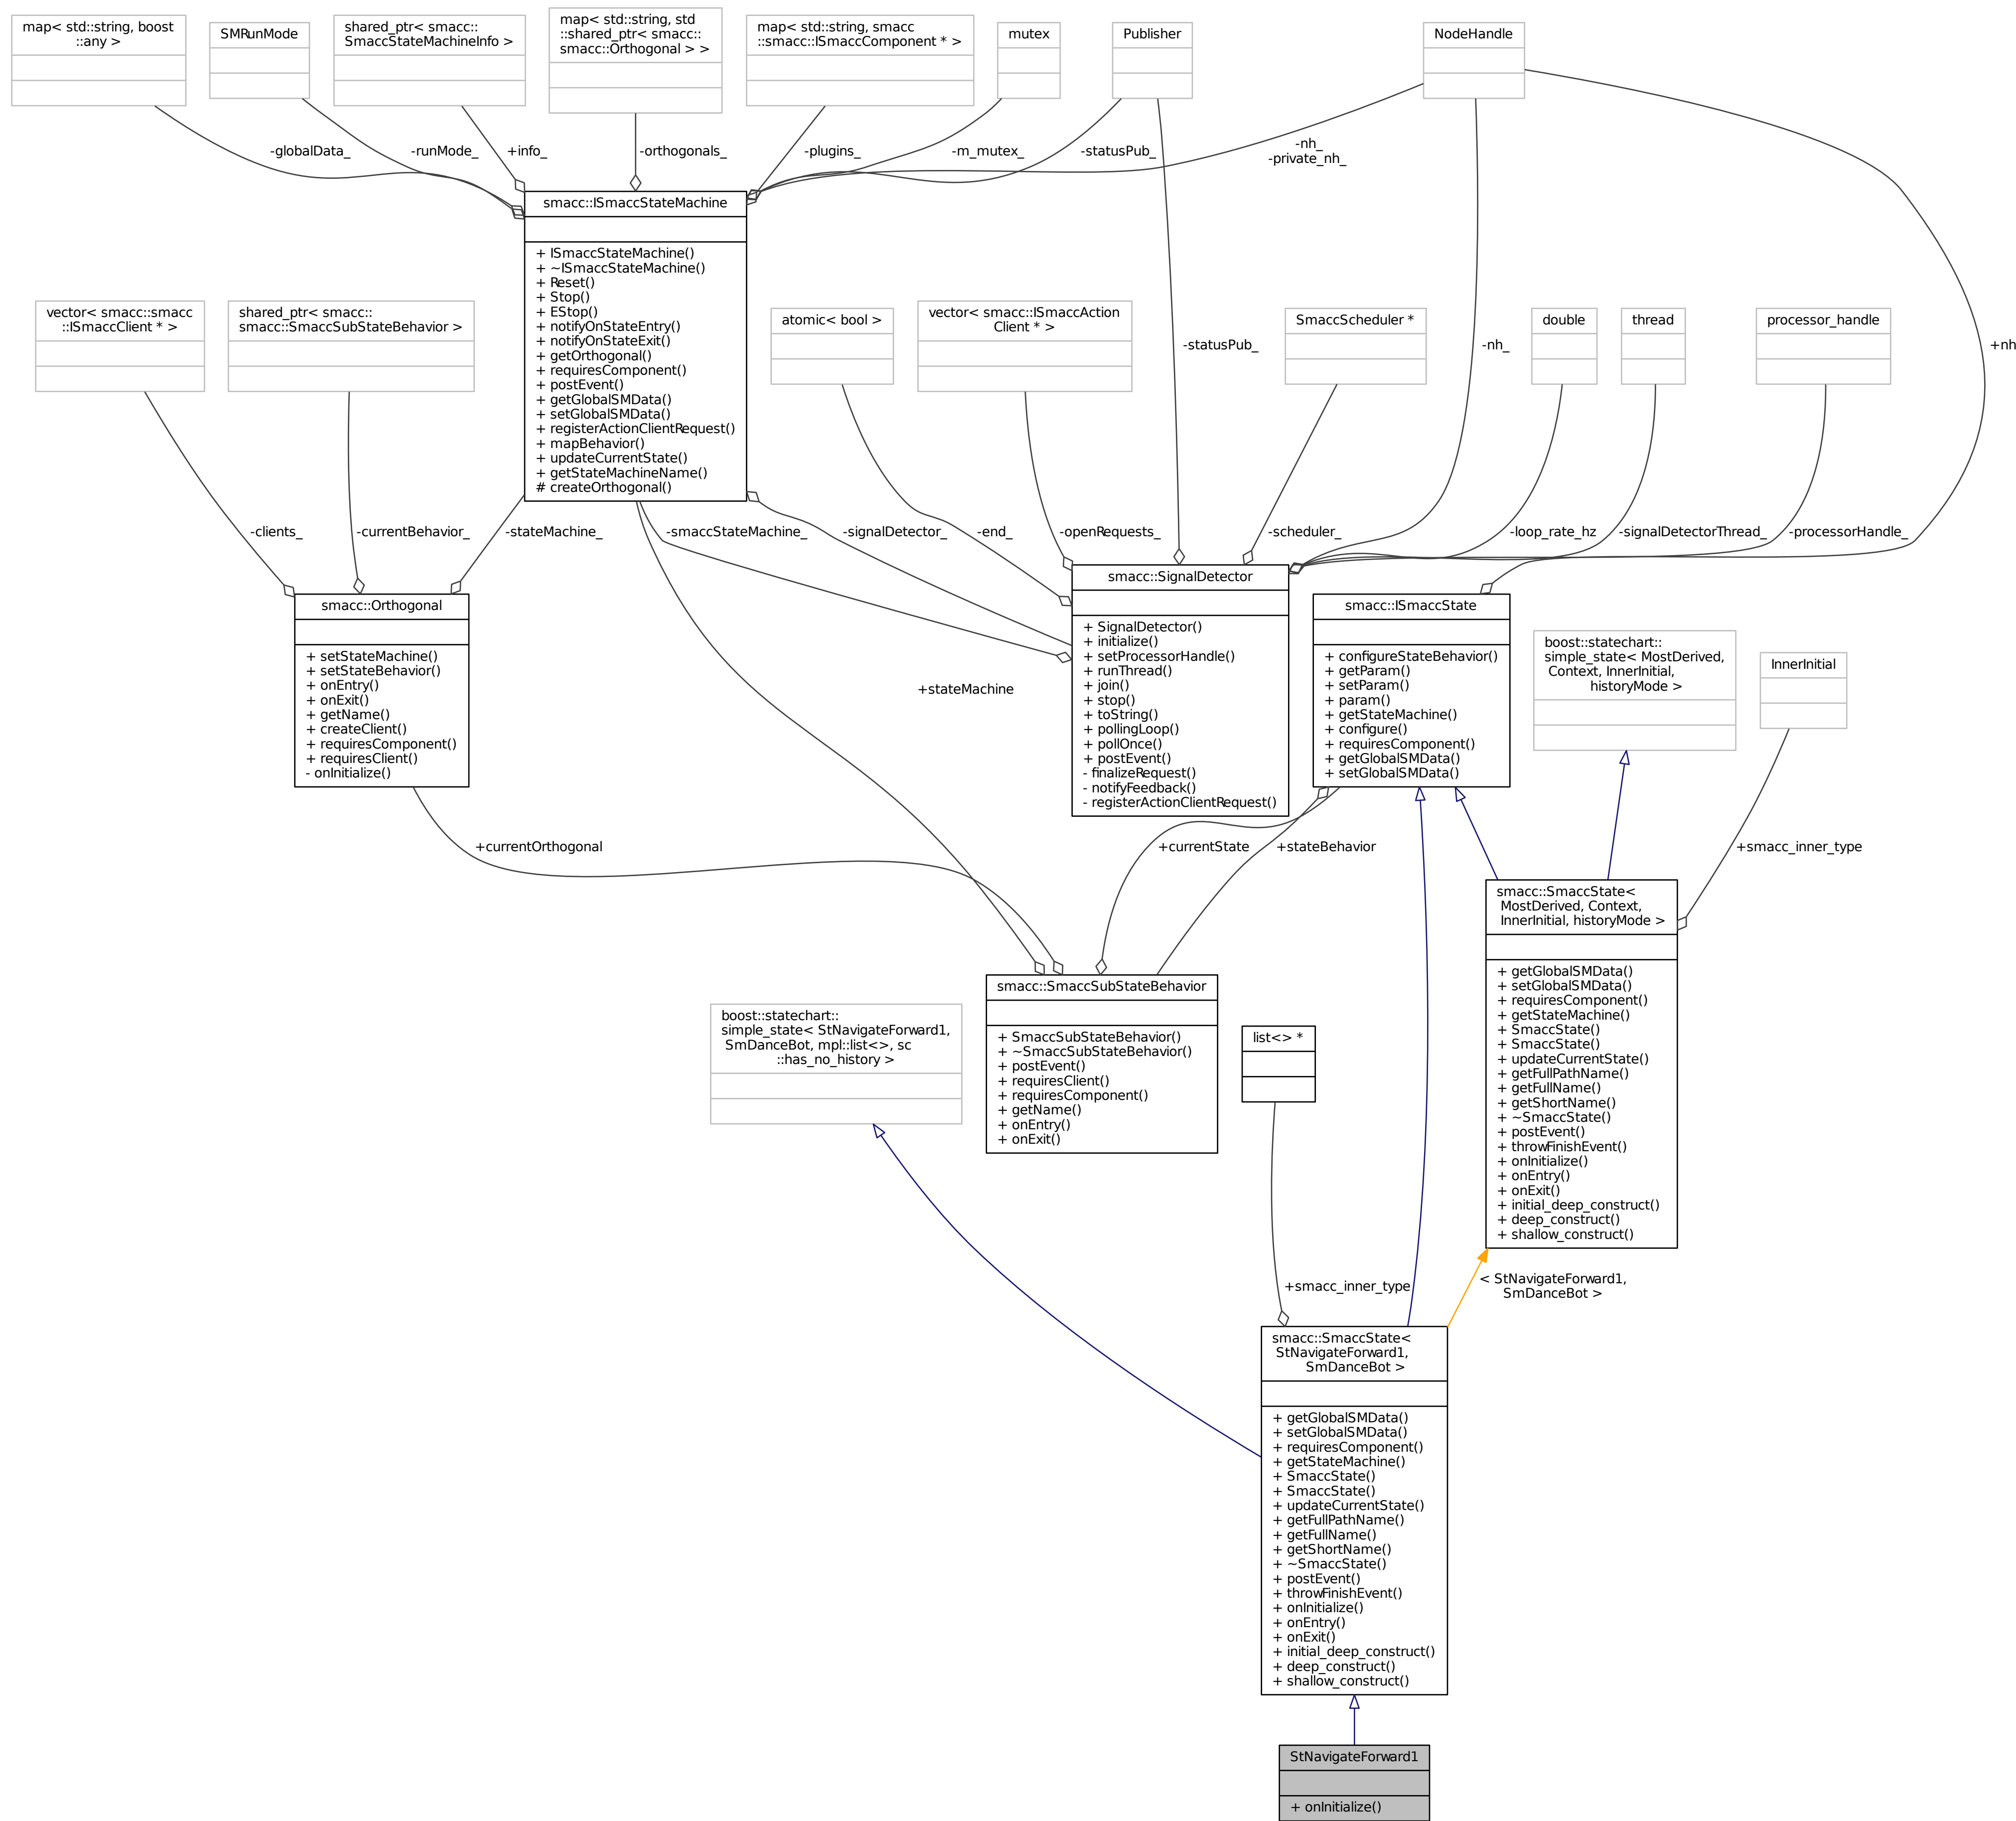 map< std::string, boost
::any >
SMRunMode
shared_ptr< smacc::
SmaccStateMachineInfo >
map< std::string, std
::shared_ptr< smacc::
smacc::Orthogonal > >
map< std::string, smacc
::smacc::ISmaccComponent * >
mutex
Publisher
NodeHandle
-globalData_
-runMode_
+info_
-orthogonals_
-plugins_
-m_mutex_
-statusPub_
-nh_
-private_nh_
smacc::ISmaccStateMachine
+ ISmaccStateMachine()
+ ~ISmaccStateMachine()
+ Reset()
+ Stop()
+ EStop()
+ notifyOnStateEntry()
+ notifyOnStateExit()
+ getOrthogonal()
+ requiresComponent()
+ postEvent()
+ getGlobalSMData()
+ setGlobalSMData()
+ registerActionClientRequest()
+ mapBehavior()
+ updateCurrentState()
+ getStateMachineName()
# createOrthogonal()
vector< smacc::smacc
::ISmaccClient * >
shared_ptr< smacc::
smacc::SmaccSubStateBehavior >
atomic< bool >
vector< smacc::ISmaccAction
Client * >
-statusPub_
SmaccScheduler *
-nh_
double
thread
processor_handle
+nh
-clients_
-currentBehavior_
-stateMachine_
-smaccStateMachine_
-signalDetector_
-end_
-openRequests_
-scheduler_
-loop_rate_hz
-signalDetectorThread_
-processorHandle_
smacc::Orthogonal
+ setStateMachine()
+ setStateBehavior()
+ onEntry()
+ onExit()
+ getName()
+ createClient()
+ requiresComponent()
+ requiresClient()
- onInitialize()
+stateMachine
smacc::SignalDetector
+ SignalDetector()
+ initialize()
+ setProcessorHandle()
+ runThread()
+ join()
+ stop()
+ toString()
+ pollingLoop()
+ pollOnce()
+ postEvent()
- finalizeRequest()
- notifyFeedback()
- registerActionClientRequest()
smacc::ISmaccState
+ configureStateBehavior()
+ getParam()
+ setParam()
+ param()
+ getStateMachine()
+ configure()
+ requiresComponent()
+ getGlobalSMData()
+ setGlobalSMData()
boost::statechart::
simple_state< MostDerived,
Context, InnerInitial,
historyMode >
InnerInitial
+currentOrthogonal
+currentState
+stateBehavior
+smacc_inner_type
smacc::SmaccState<
MostDerived, Context,
InnerInitial, historyMode >
+ getGlobalSMData()
+ setGlobalSMData()
+ requiresComponent()
+ getStateMachine()
+ SmaccState()
+ SmaccState()
+ updateCurrentState()
+ getFullPathName()
+ getFullName()
+ getShortName()
+ ~SmaccState()
+ postEvent()
+ throwFinishEvent()
+ onInitialize()
+ onEntry()
+ onExit()
+ initial_deep_construct()
+ deep_construct()
+ shallow_construct()
boost::statechart::
simple_state< StNavigateForward1,
SmDanceBot, mpl::list<>, sc
::has_no_history >
smacc::SmaccSubStateBehavior
+ SmaccSubStateBehavior()
+ ~SmaccSubStateBehavior()
+ postEvent()
+ requiresClient()
+ requiresComponent()
+ getName()
+ onEntry()
+ onExit()
list<> *
+smacc_inner_type
< StNavigateForward1,
SmDanceBot >
smacc::SmaccState<
StNavigateForward1,
SmDanceBot >
+ getGlobalSMData()
+ setGlobalSMData()
+ requiresComponent()
+ getStateMachine()
+ SmaccState()
+ SmaccState()
+ updateCurrentState()
+ getFullPathName()
+ getFullName()
+ getShortName()
+ ~SmaccState()
+ postEvent()
+ throwFinishEvent()
+ onInitialize()
+ onEntry()
+ onExit()
+ initial_deep_construct()
+ deep_construct()
+ shallow_construct()
StNavigateForward1
+ onInitialize()